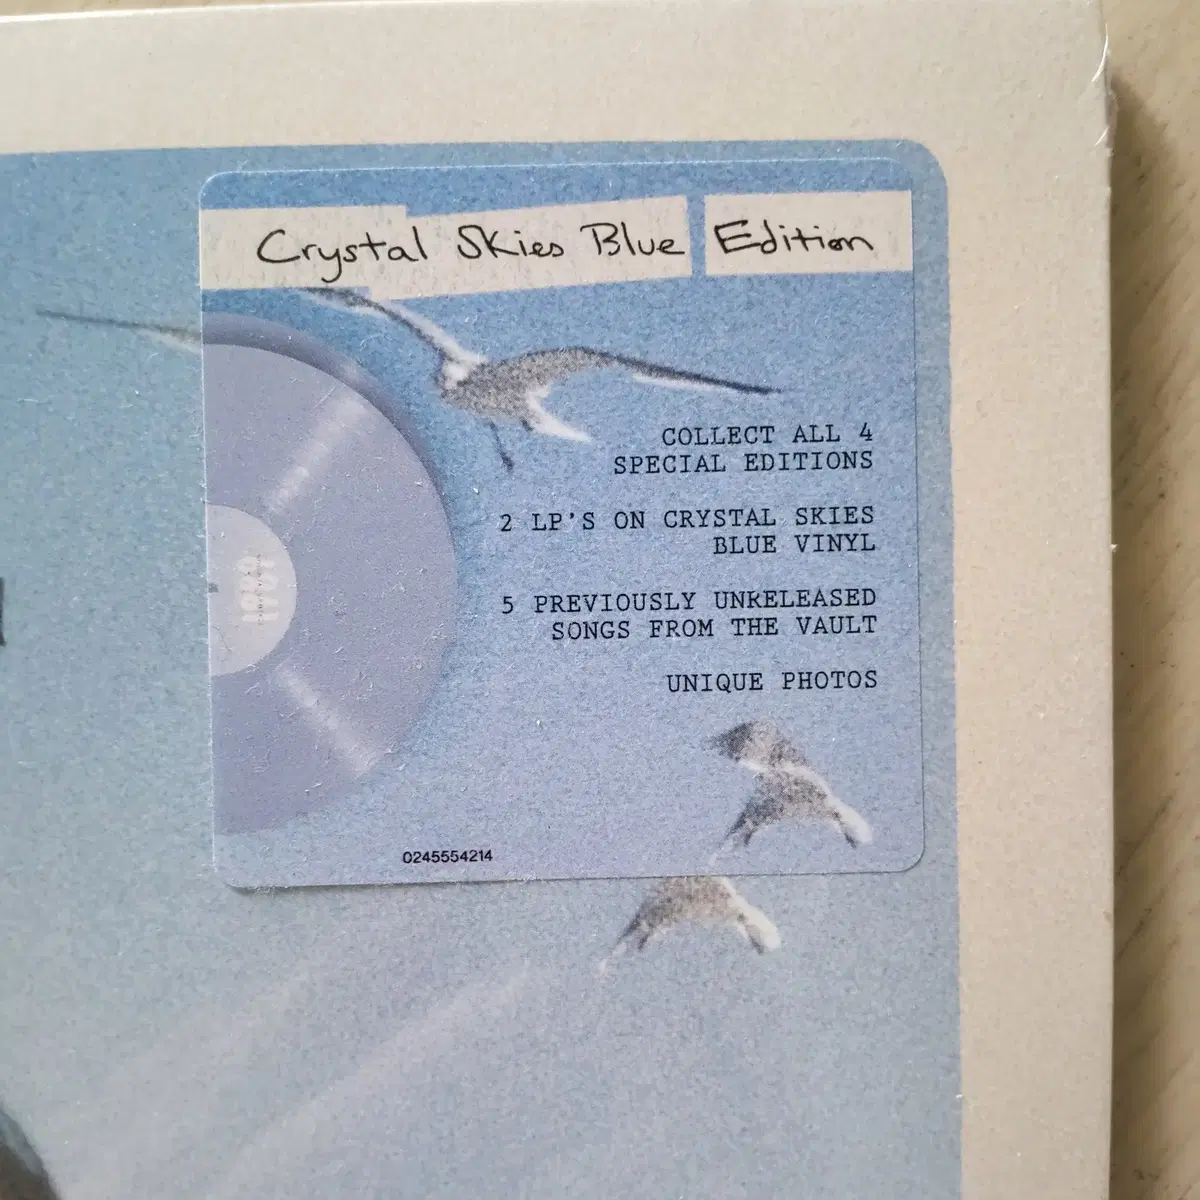 Crystal Skies Blue Edition
COLLECT ALL 4
SPECIAL EDITIONS
2 LP'S ON CRYSTAL SKIES
BLUE VINYL
5 PREVIOUSLY UNRELEASED
SONGS FROM THE VAULT
UNIQUE PHOTOS
1989
0245554214